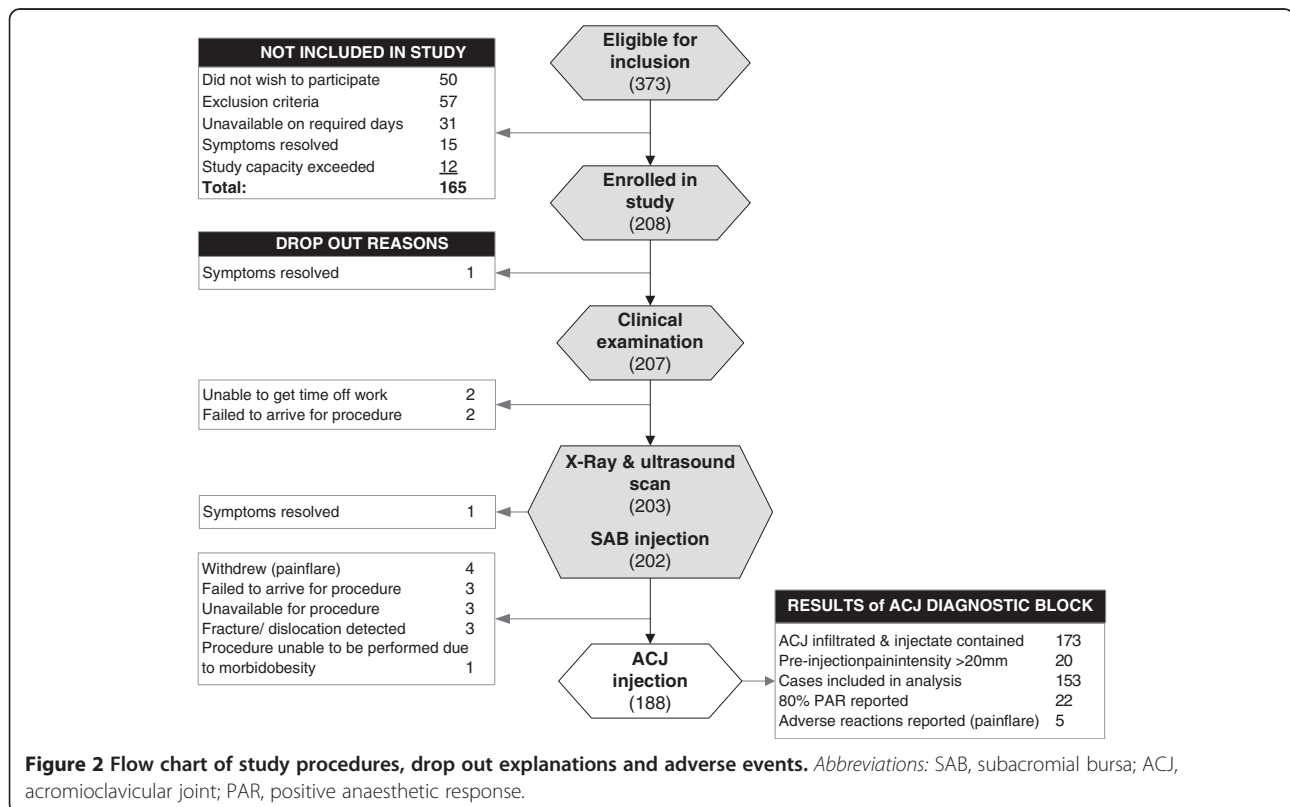 Eligible for
inclusion
(373)
NOT INCLUDED IN STUDY
Did not wish to participate 50
Exclusion criteria 57
Unavailable on required days 31
Symptoms resolved 15
Study capacity exceeded 12
Total: 165
Enrolled in
study
(208)
DROP OUT REASONS
Symptoms resolved 1
Clinical
examination
(207)
Unable to get time off work 2
Failed to arrive for procedure 2
X-Ray & ultrasound
scan
(203)
SAB injection
(202)
Symptoms resolved 1
Withdrew (painflare) 4
Failed to arrive for procedure 3
Unavailable for procedure 3
Fracture/ dislocation detected 3
Procedure unable to be performed due
to morbidobesity 1
ACJ
injection
(188)
RESULTS of ACJ DIAGNOSTIC BLOCK
ACJ infiltrated & injectate contained 173
Pre-injectionpainintensity >20mm 20
Cases included in analysis 153
80% PAR reported 22
Adverse reactions reported (painflare) 5
Figure 2 Flow chart of study procedures, drop out explanations and adverse events. Abbreviations: SAB, subacromial bursa; ACJ,
acromioclavicular joint; PAR, positive anaesthetic response.